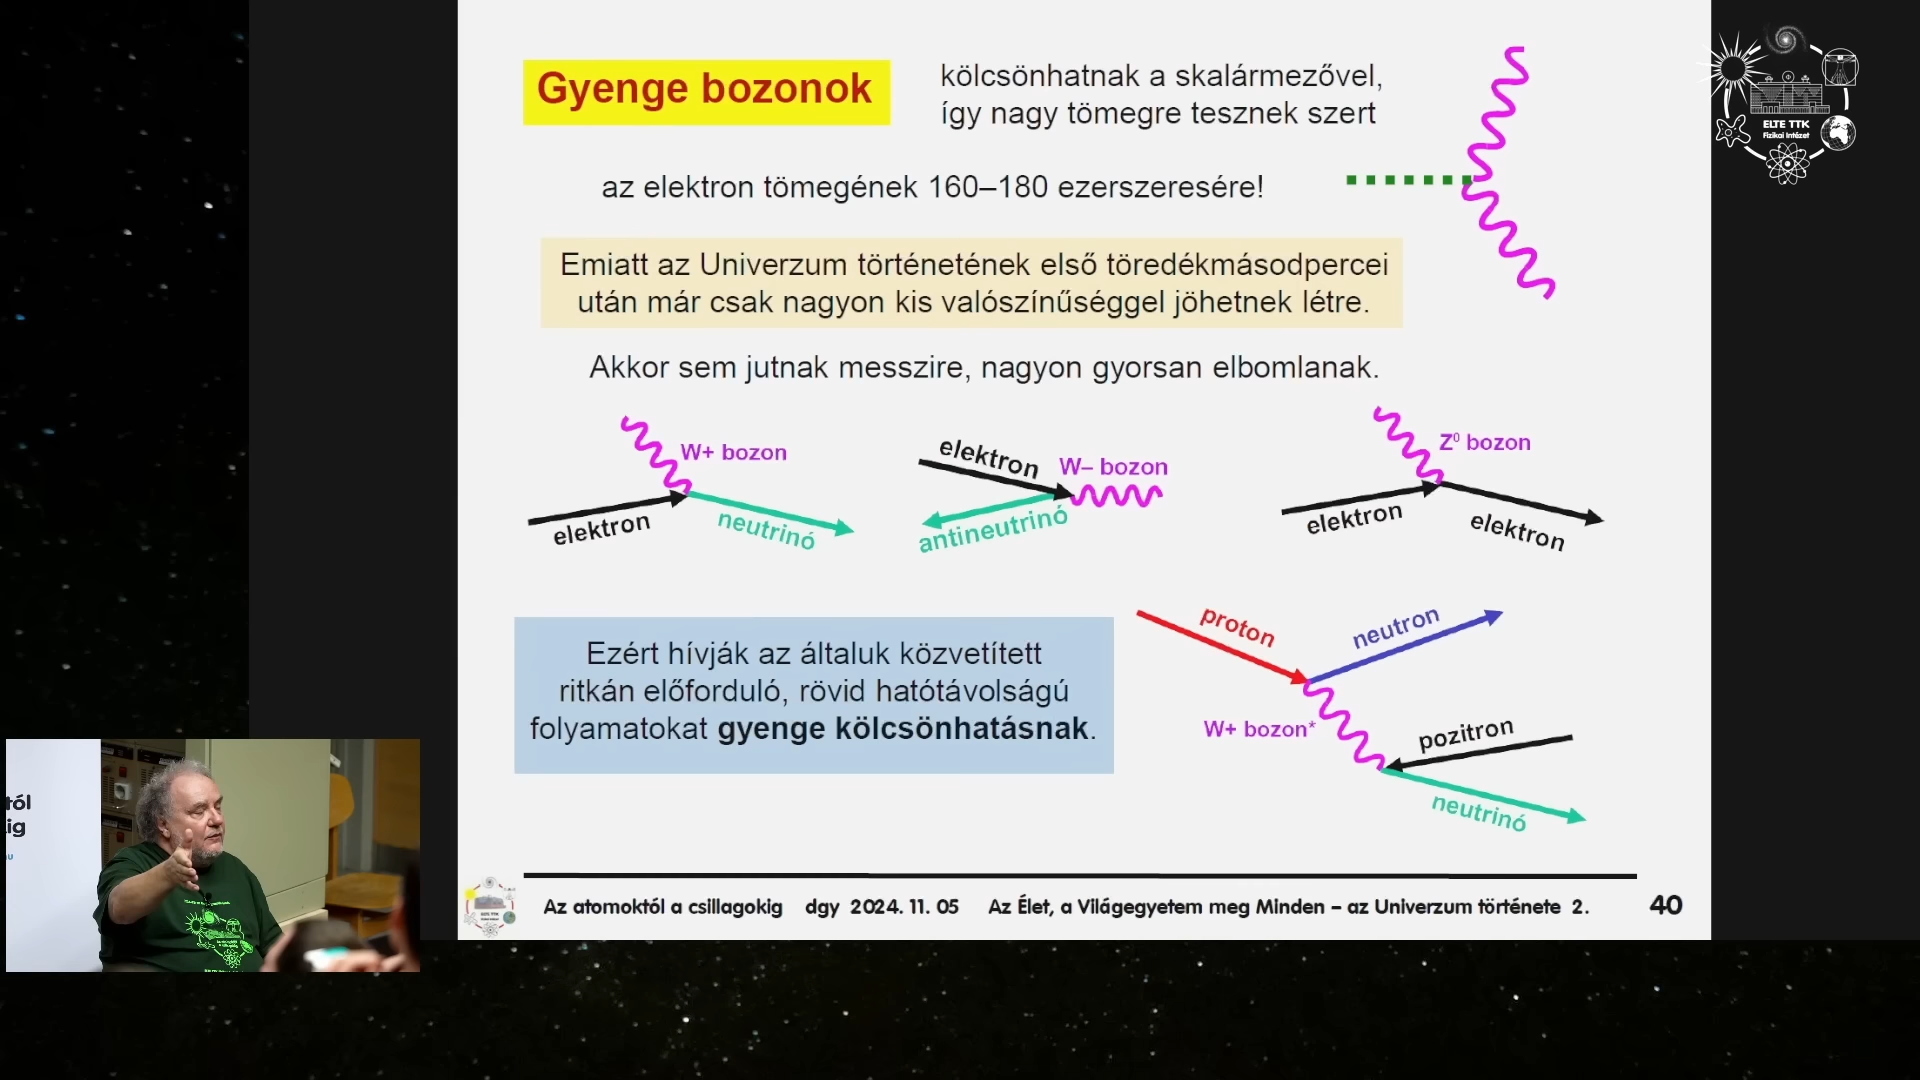 Gyenge bozonok
kölcsönhatnak a skalármezővel,
így nagy tömegre tesznek szert
az elektron tömegének 160–180 ezerszeresére!
Emiatt az Univerzum történetének első töredékmásodpercei
után már csak nagyon kis valószínűséggel jöhetnek létre.
Akkor sem jutnak messzire, nagyon gyorsan elbomlanak.
W+ bozon
elektron
neutrinó
elektron
W– bozon
antineutrinó
Z⁰ bozon
elektron
elektron
Ezért hívják az általuk közvetített
ritkán előforduló, rövid hatótávolságú
folyamatokat gyenge kölcsönhatásnak.
proton
neutron
W+ bozon*
pozitron
neutrinó
Az atomoktól a csillagokig dgy 2024. 11. 05 Az Élet, a Világegyetem meg Minden – az Univerzum története 2. 40
ELTE TTK
Fizikai Intézet
tól
ig